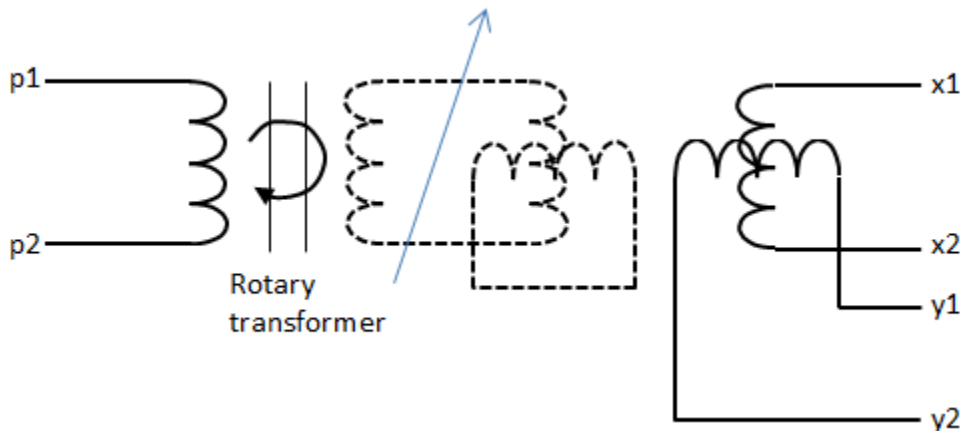 p1
x1
p2
x2
Rotary
transformer
y1
y2